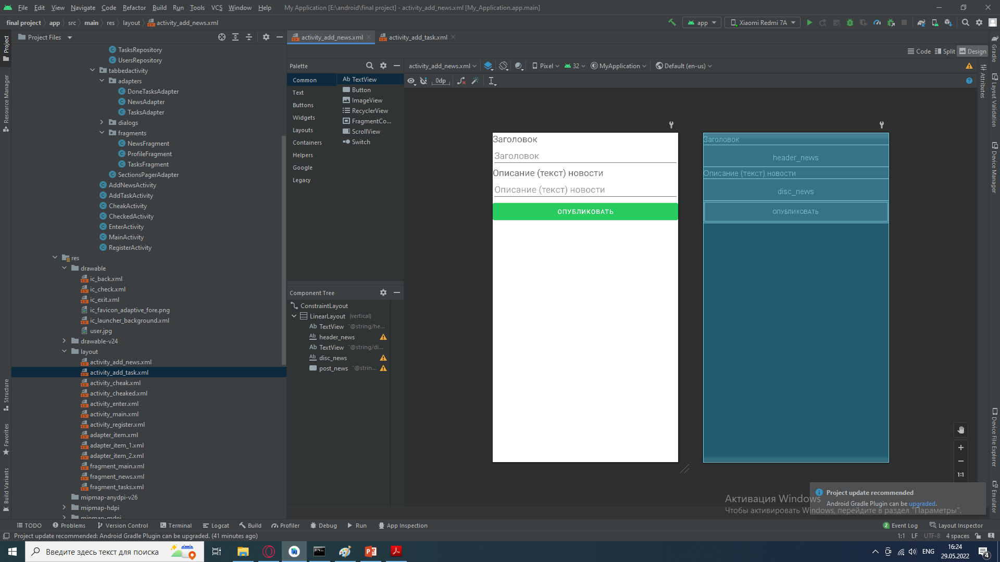 File Edit View Navigate Code Refactor Build Run Tools VCS Window Help My Application [E:\android\final project] - activity_add_news.xml [My_Application.app.main]
final project app src main res layout activity_add_news.xml app Xiaomi Redmi 7A
Project Files
activity_add_news.xml activity_add_task.xml
Code Split Design
Project
Resource Manager
Structure
Favorites
Build Variants
TasksRepository
UsersRepository
tabbedactivity
adapters
DoneTasksAdapter
NewsAdapter
TasksAdapter
dialogs
fragments
NewsFragment
ProfileFragment
TasksFragment
SectionsPagerAdapter
AddNewsActivity
AddTaskActivity
CheakActivity
CheckedActivity
EnterActivity
MainActivity
RegisterActivity
res
drawable
ic_back.xml
ic_check.xml
ic_exit.xml
ic_favicon_adaptive_fore.png
ic_launcher_background.xml
user.jpg
drawable-v24
layout
activity_add_news.xml
activity_add_task.xml
activity_cheak.xml
activity_cheaked.xml
activity_enter.xml
activity_main.xml
activity_register.xml
adapter_item.xml
adapter_item_1.xml
adapter_item_2.xml
fragment_main.xml
fragment_news.xml
fragment_tasks.xml
mipmap-anydpi-v26
mipmap-hdpi
mipmap-mdpi
Palette
Common
Text
Buttons
Widgets
Layouts
Containers
Helpers
Google
Legacy
Ab TextView
Button
ImageView
RecyclerView
FragmentCo...
ScrollView
Switch
Component Tree
ConstraintLayout
LinearLayout (vertical)
Ab TextView "@string/he...
Ab header_news
Ab TextView "@string/di...
Ab disc_news
post_news "@strin...
activity_add_news.xml Pixel 32 MyApplication Default (en-us)
0dp
Заголовок
Заголовок
Описание (текст) новости
Описание (текст) новости
ОПУБЛИКОВАТЬ
Заголовок
header_news
Описание (текст) новости
disc_news
ОПУБЛИКОВАТЬ
1:1
Gradle
Attributes
Layout Validation
Device Manager
Device File Explorer
Emulator
Project update recommended
Android Gradle Plugin can be upgraded.
Активация Windows
Чтобы активировать Windows, перейдите в раздел "Параметры".
TODO Problems Version Control Terminal Logcat Build Profiler Debug Run App Inspection 2 Event Log Layout Inspector
Project update recommended: Android Gradle Plugin can be upgraded. (41 minutes ago) 1:1 LF UTF-8 4 spaces
Введите здесь текст для поиска
ENG
16:24
29.05.2022
4